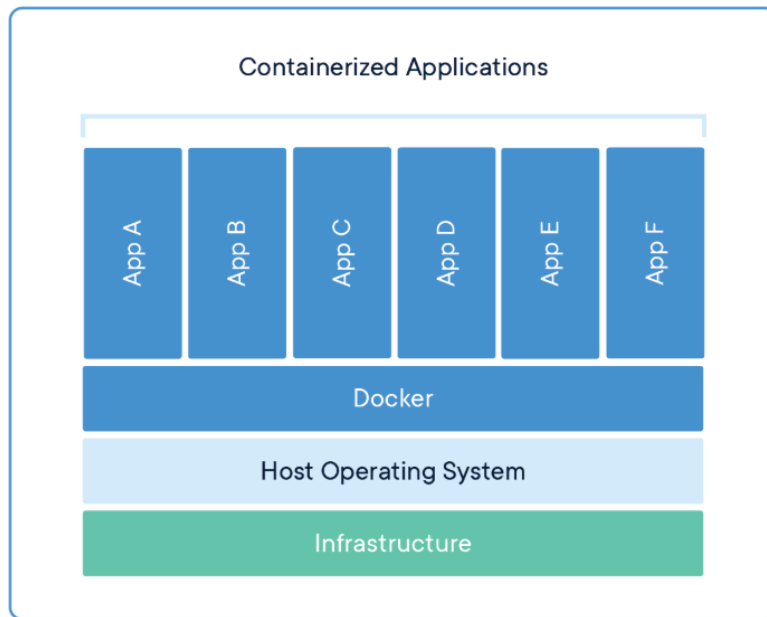 Containerized Applications
App A
App B
App C
App D
App E
App F
Docker
Host Operating System
Infrastructure